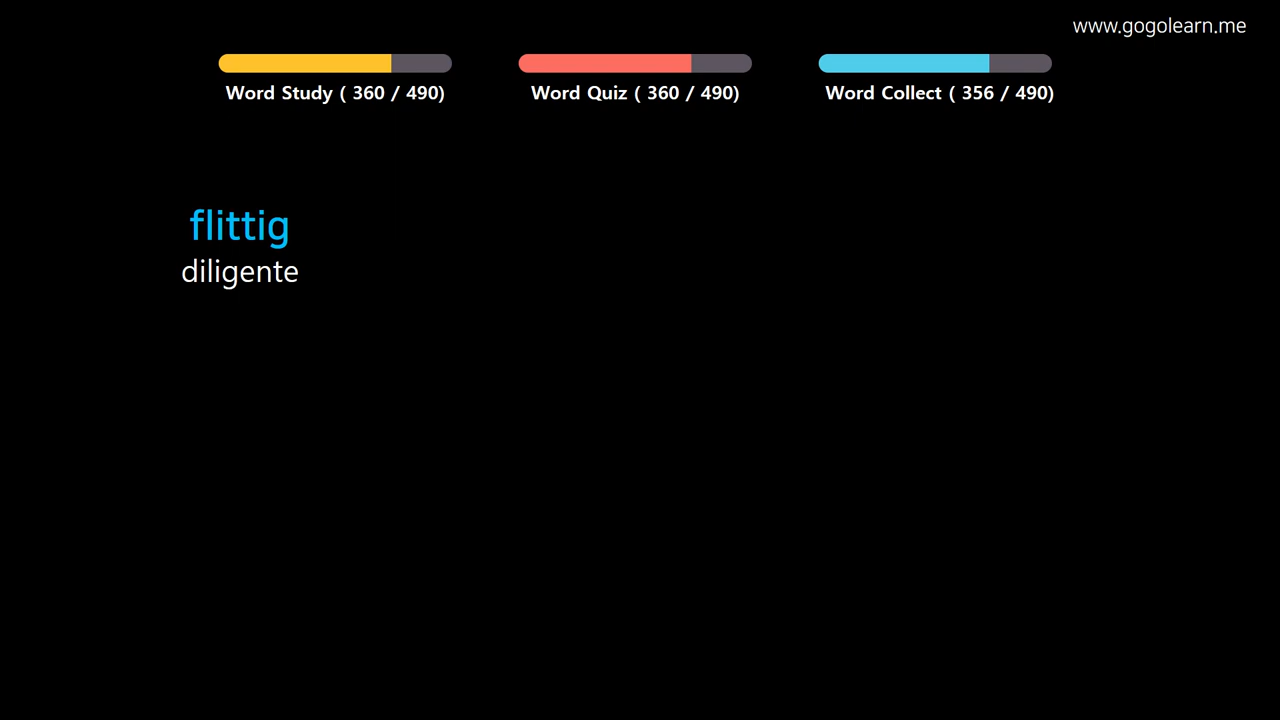 www.gogolearn.me
Word Study ( 360 / 490)
Word Quiz ( 360 / 490)
Word Collect ( 356 / 490)
flittig
diligente